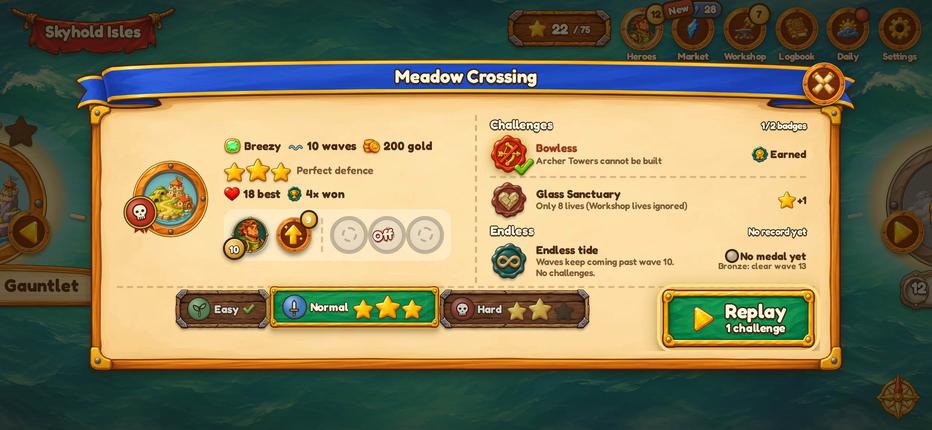 Skyhold Isles
22 / 75
12
New
28
7
Heroes
Market
Workshop
Logbook
Daily
Settings
Meadow Crossing
Breezy
10 waves
200 gold
Perfect defence
18 best
4x won
10
Off
Challenges
1/2 badges
Bowless
Archer Towers cannot be built
Earned
Glass Sanctuary
Only 8 lives (Workshop lives ignored)
+1
Endless
No record yet
Endless tide
Waves keep coming past wave 10.
No challenges.
No medal yet
Bronze: clear wave 13
Gauntlet
12
Easy
Normal
Hard
Replay
1 challenge